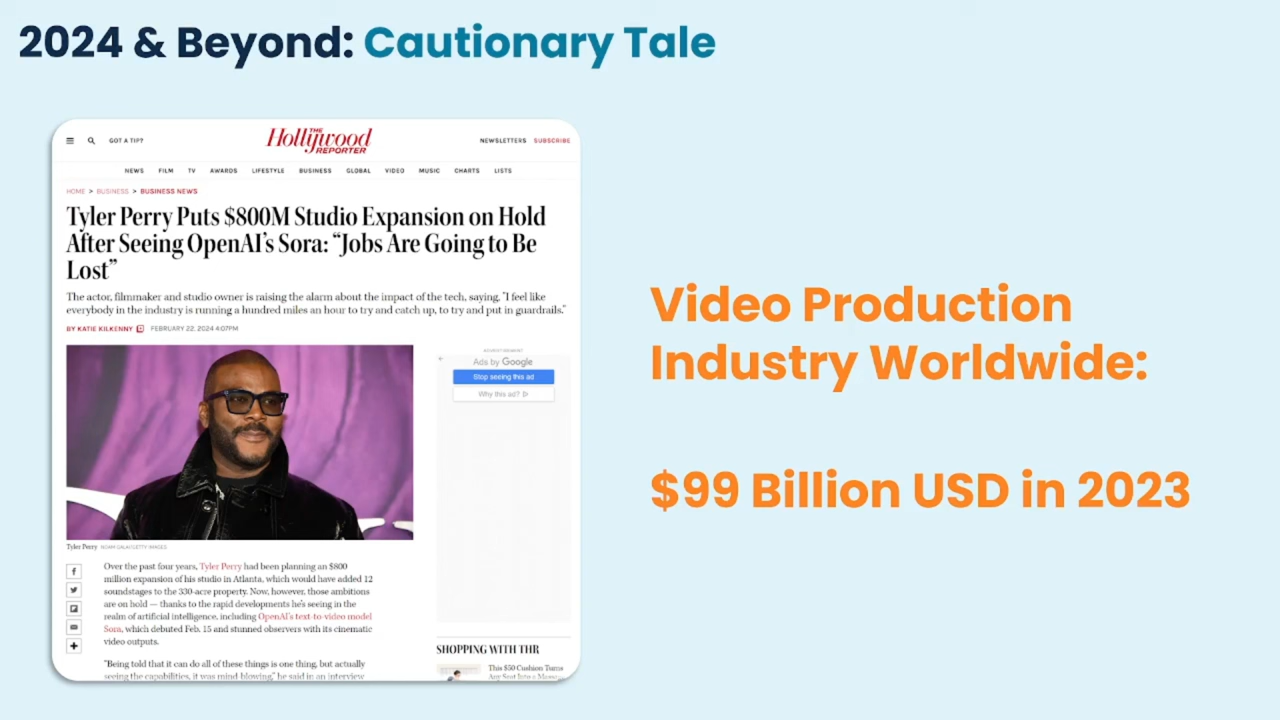 2024 & Beyond: Cautionary Tale
GOT A TIP?
THE
Hollywood
REPORTER
NEWSLETTERS SUBSCRIBE
NEWS FILM TV AWARDS LIFESTYLE BUSINESS GLOBAL VIDEO MUSIC CHARTS LISTS
HOME > BUSINESS > BUSINESS NEWS
Tyler Perry Puts $800M Studio Expansion on Hold
After Seeing OpenAI's Sora: “Jobs Are Going to Be
Lost”
The actor, filmmaker and studio owner is raising the alarm about the impact of the tech, saying, "I feel like
everybody in the industry is running a hundred miles an hour to try and catch up, to try and put in guardrails."
BY KATIE KILKENNY FEBRUARY 22, 2024 4:07PM
ADVERTISEMENT
Ads by Google
Stop seeing this ad
Why this ad?
Tyler Perry NOAM GALAI/GETTY IMAGES
Over the past four years, Tyler Perry had been planning an $800
million expansion of his studio in Atlanta, which would have added 12
soundstages to the 330-acre property. Now, however, those ambitions
are on hold — thanks to the rapid developments he's seeing in the
realm of artificial intelligence, including OpenAI's text-to-video model
Sora, which debuted Feb. 15 and stunned observers with its cinematic
video outputs.
"Being told that it can do all of these things is one thing, but actually
seeing the capabilities, it was mind-blowing," he said in an interview
SHOPPING WITH THR
This $50 Cushion Turns
Any Seat Into a
Video Production
Industry Worldwide:
$99 Billion USD in 2023